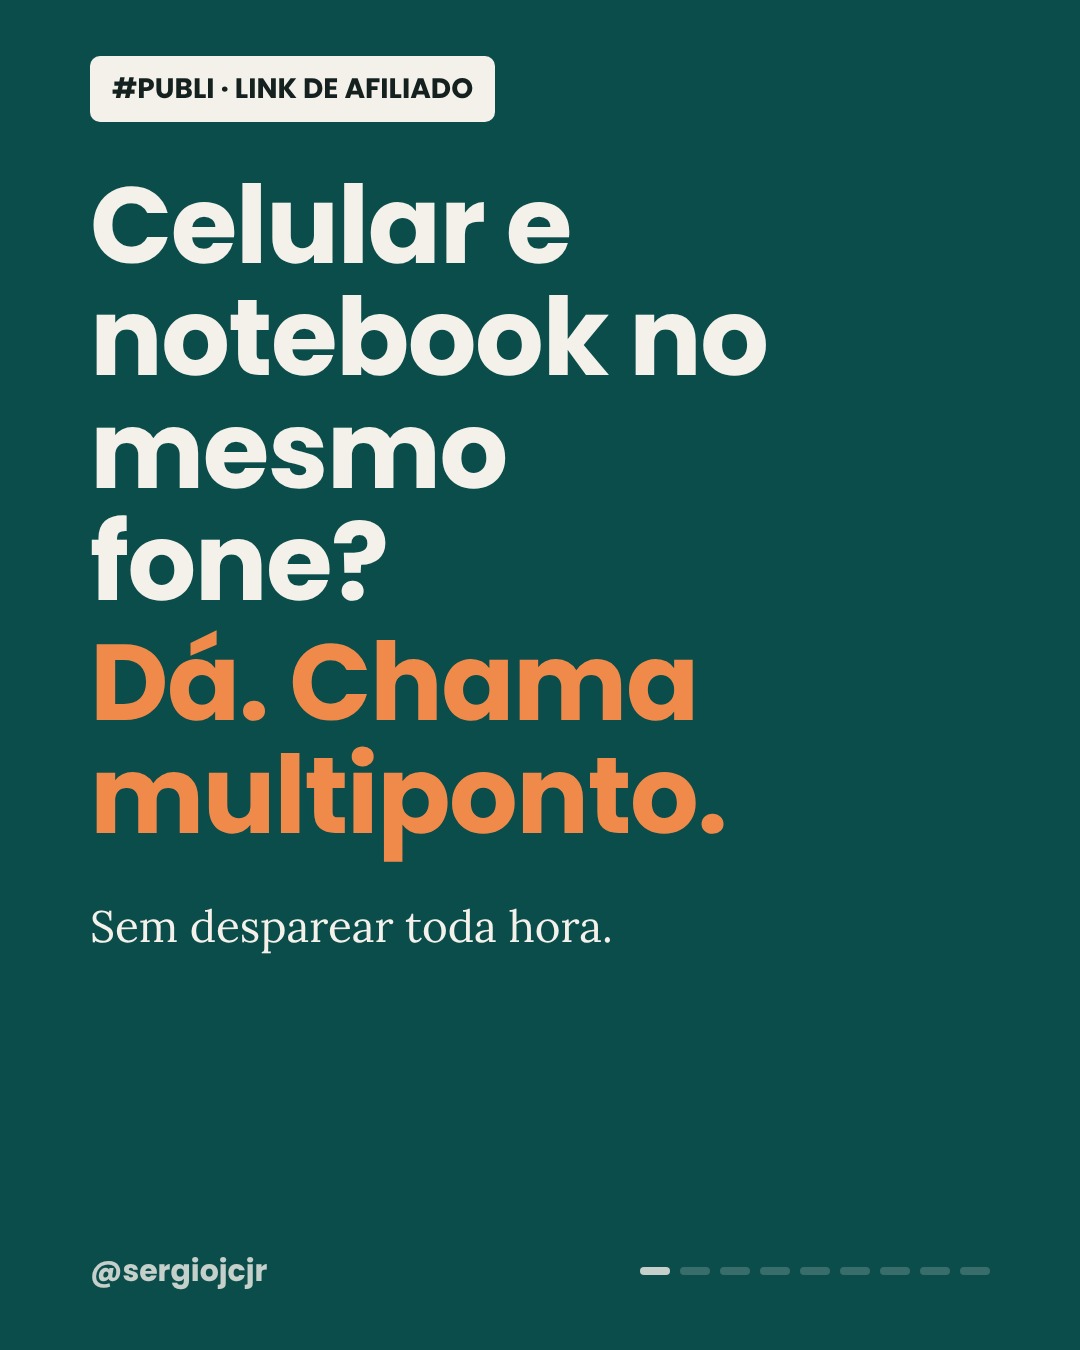 #PUBLI · LINK DE AFILIADO
Celular e
notebook no
mesmo
fone?
Dá. Chama
multiponto.
Sem desparear toda hora.
@sergiojcjr